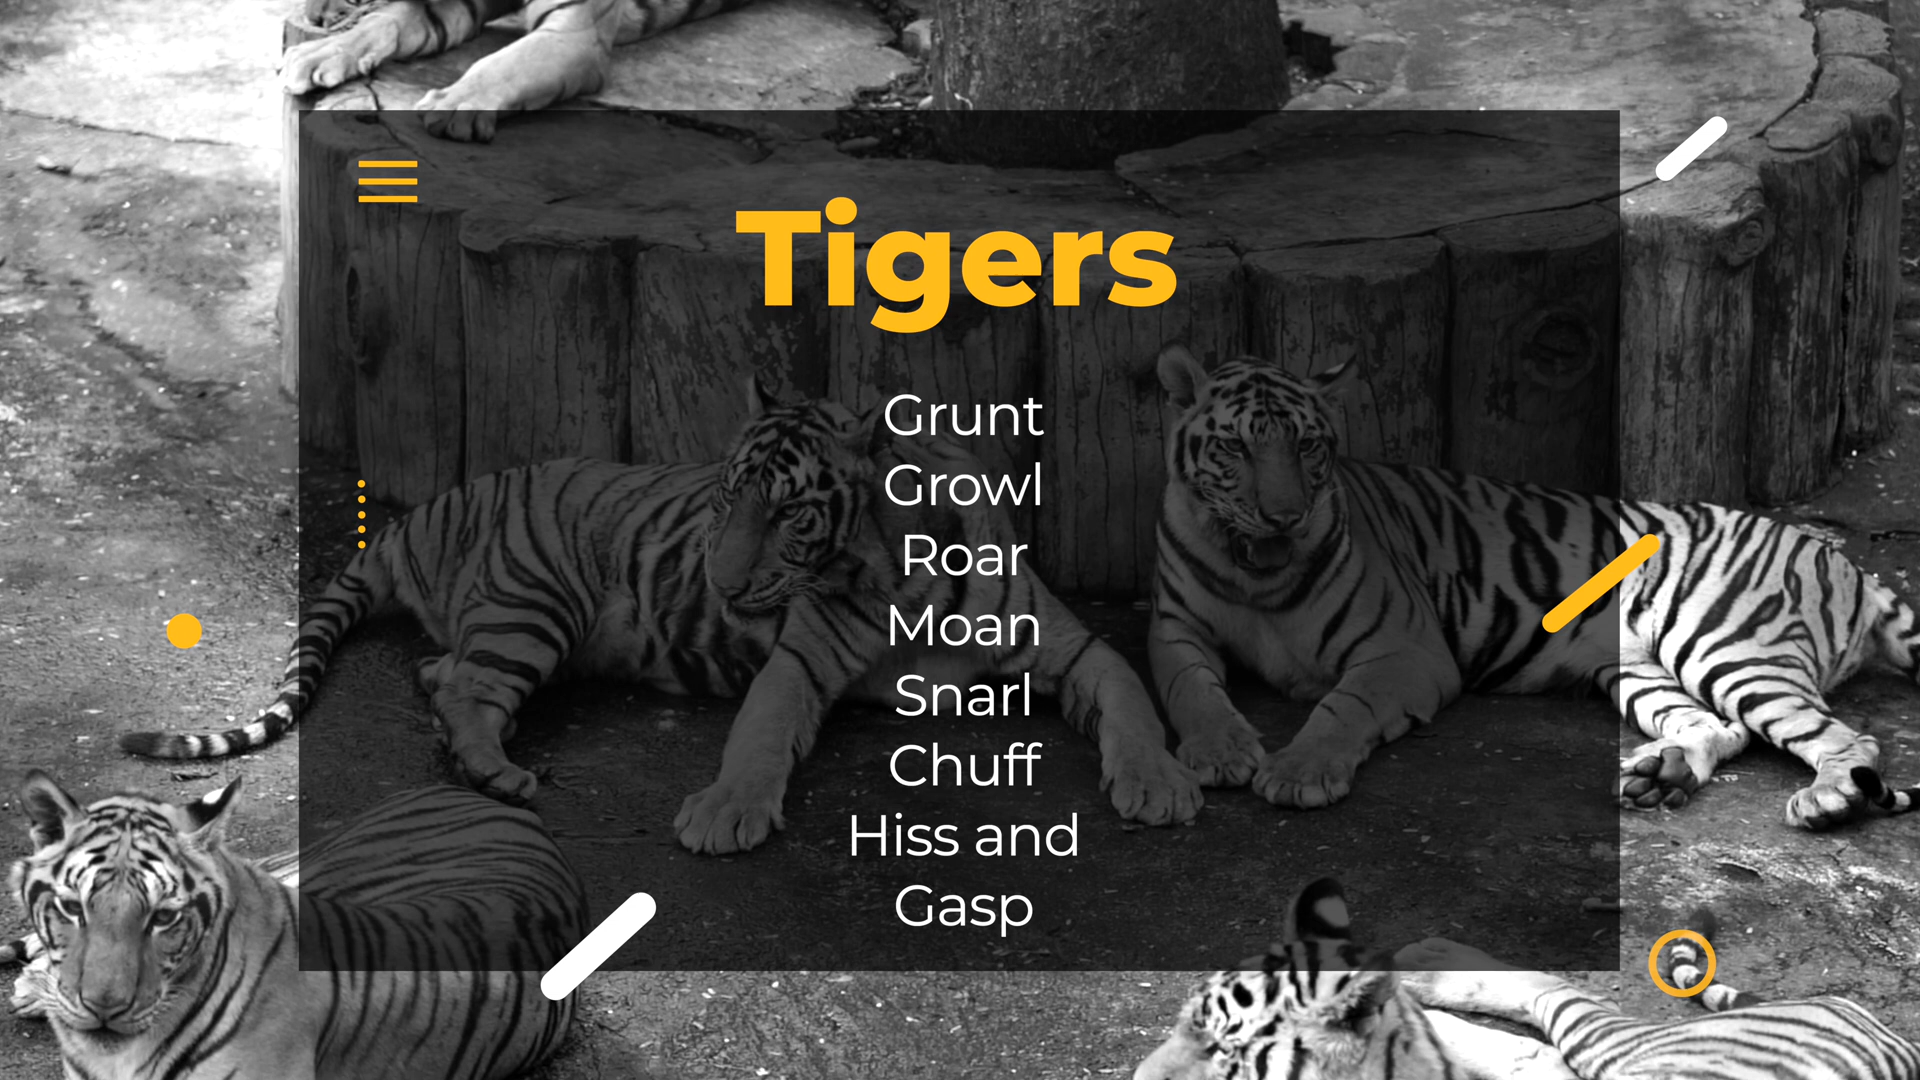 Tigers
Grunt
Growl
Roar
Moan
Snarl
Chuff
Hiss and
Gasp